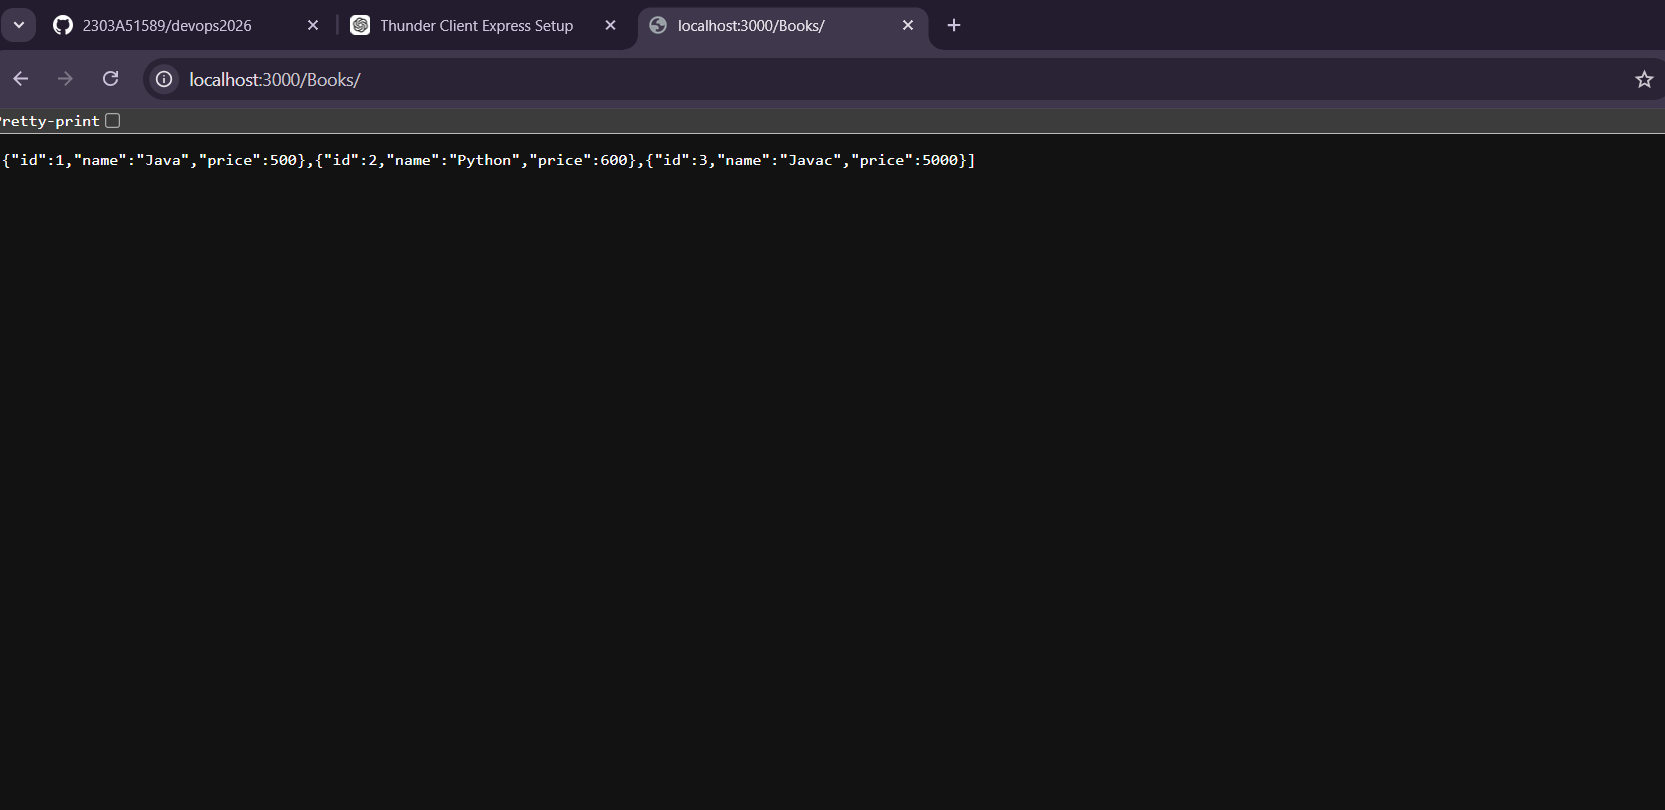 2303A51589/devops2026
Thunder Client Express Setup
localhost:3000/Books/
localhost:3000/Books/
retty-print
{"id":1,"name":"Java","price":500},{"id":2,"name":"Python","price":600},{"id":3,"name":"Javac","price":5000}]